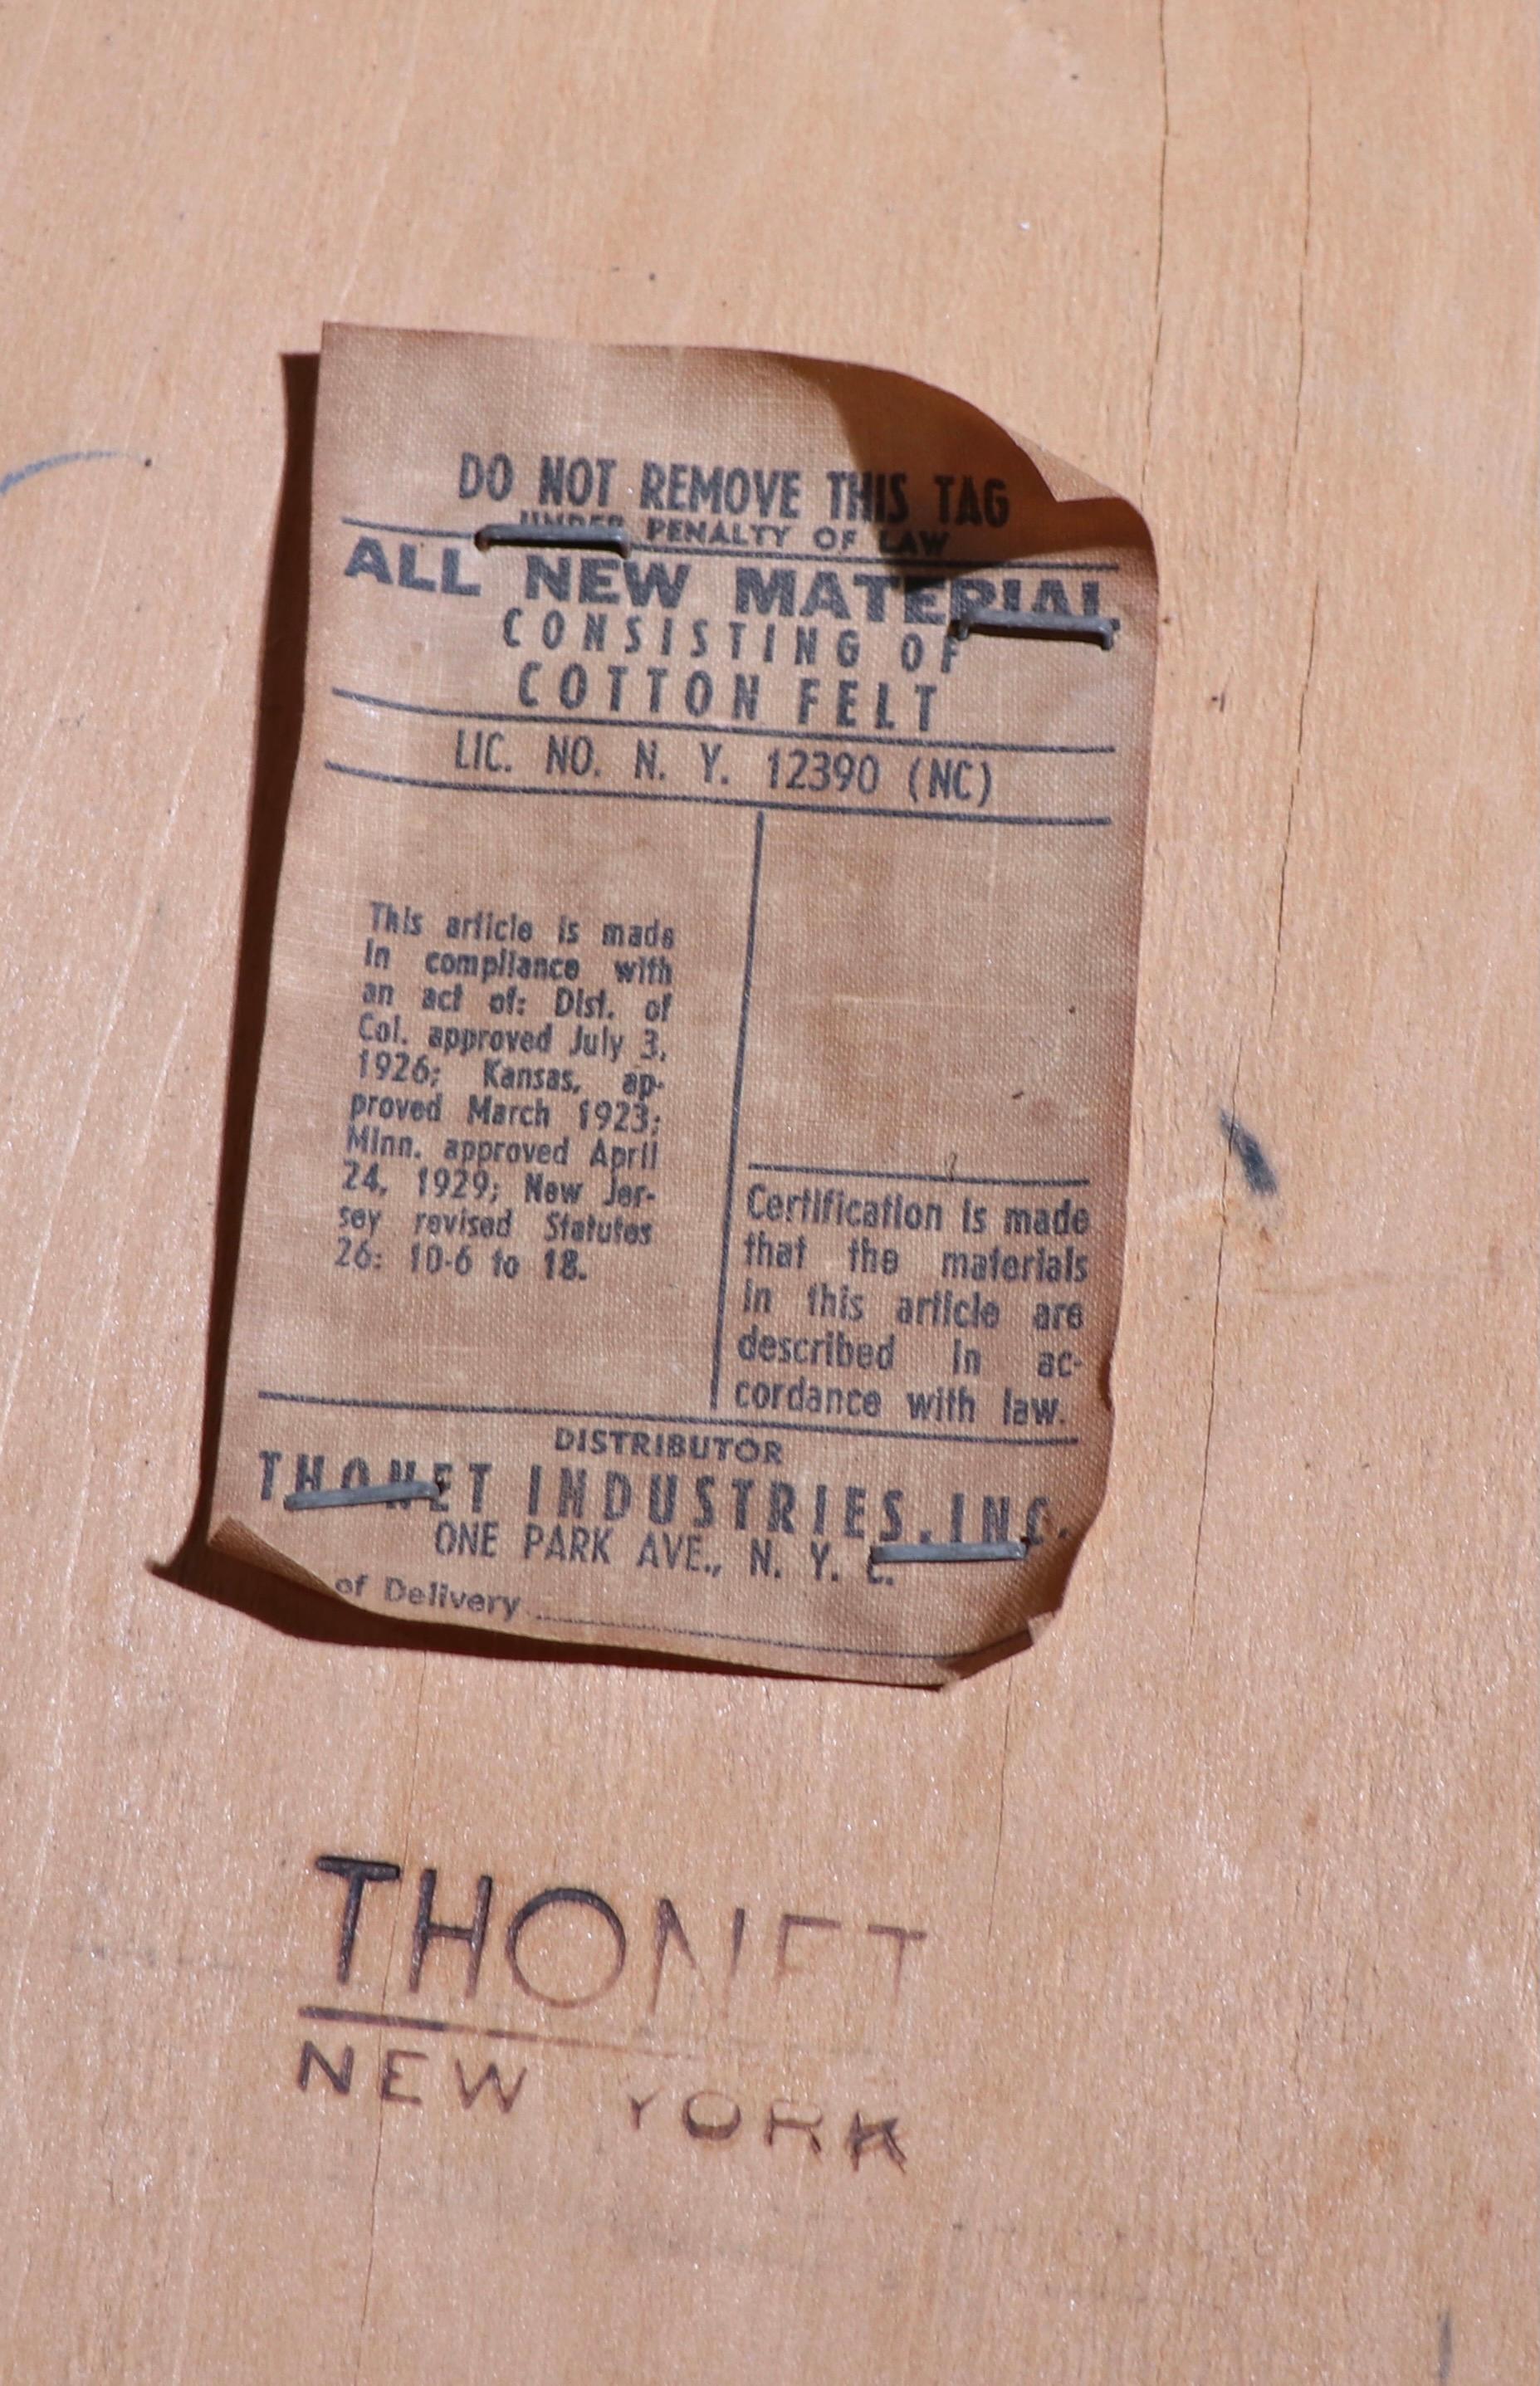 DO NOT REMOVE THIS TAG
UNDER PENALTY OF LAW
ALL NEW MATERIAL
CONSISTING OF
COTTON FELT
LIC. NO. N. Y. 12390 (NC)
This article is made
in compliance with
an act of: Dist. of
Col. approved July 3,
1926; Kansas, ap-
proved March 1923;
Minn. approved April
24, 1929; New Jer-
sey revised Statutes
26: 10-6 to 18.
Certification is made
that the materials
in this article are
described in ac-
cordance with law.
DISTRIBUTOR
THONET INDUSTRIES, INC.
ONE PARK AVE., N. Y. C.
of Delivery
THONET
NEW YORK